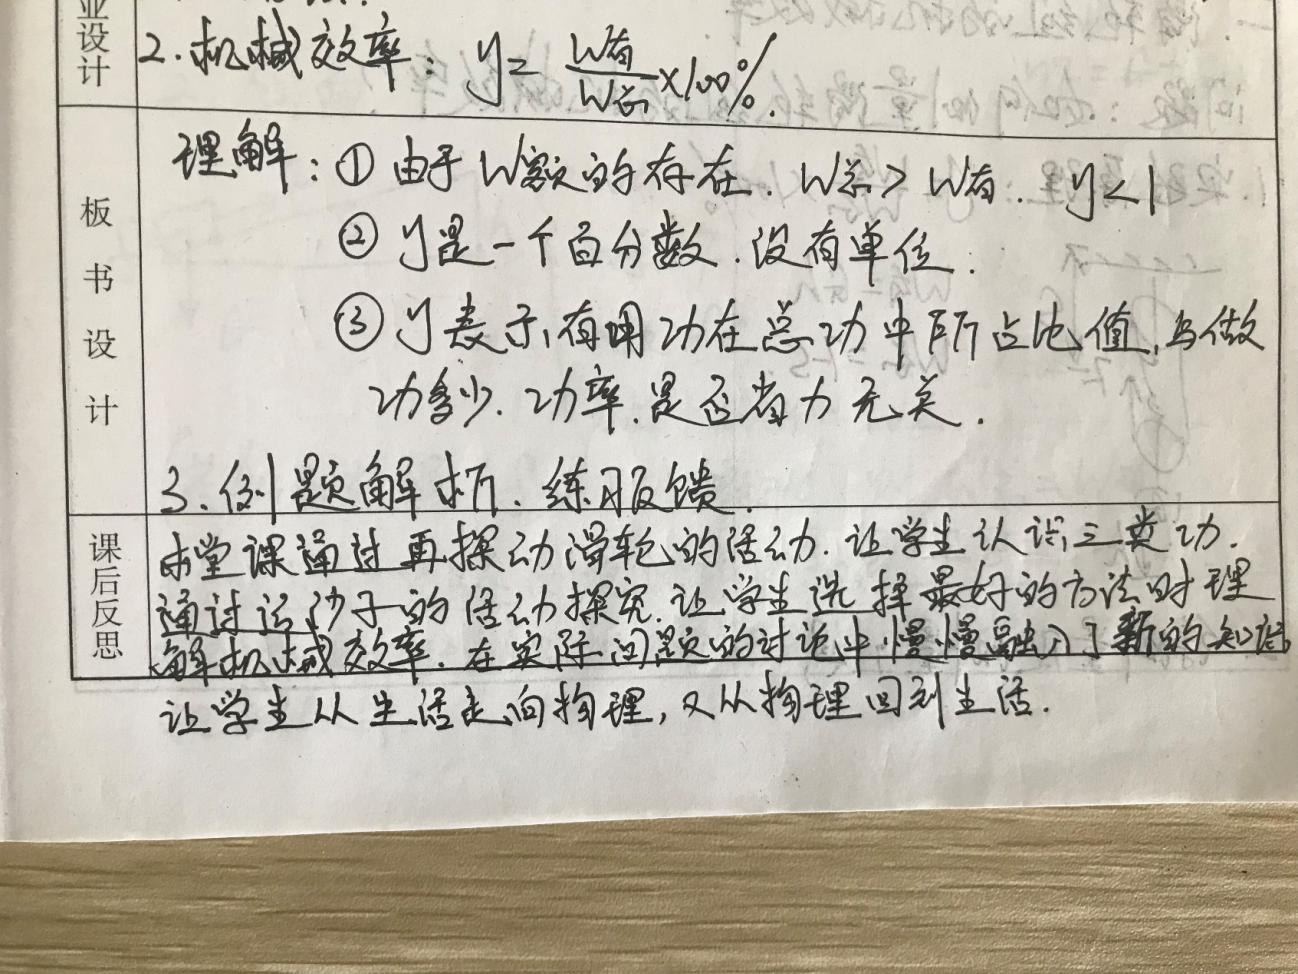 业设计
2.机械效率：η= W有/W总 ×100%.
板书设计
理解：①由于W额的存在.W总>W有.η<1
②η是一个百分数.没有单位.
③η表示有用功在总功中所占比值,与做
功多少.功率.是否省力无关.
3.例题解析.练习反馈.
课后反思
本堂课通过再探动滑轮的活动.让学生认识三类功.
通过运沙子的活动探究.让学生选择最好的方法时理
解机械效率.在实际问题的讨论中慢慢融入了新的知识
让学生从生活走向物理,又从物理回到生活.